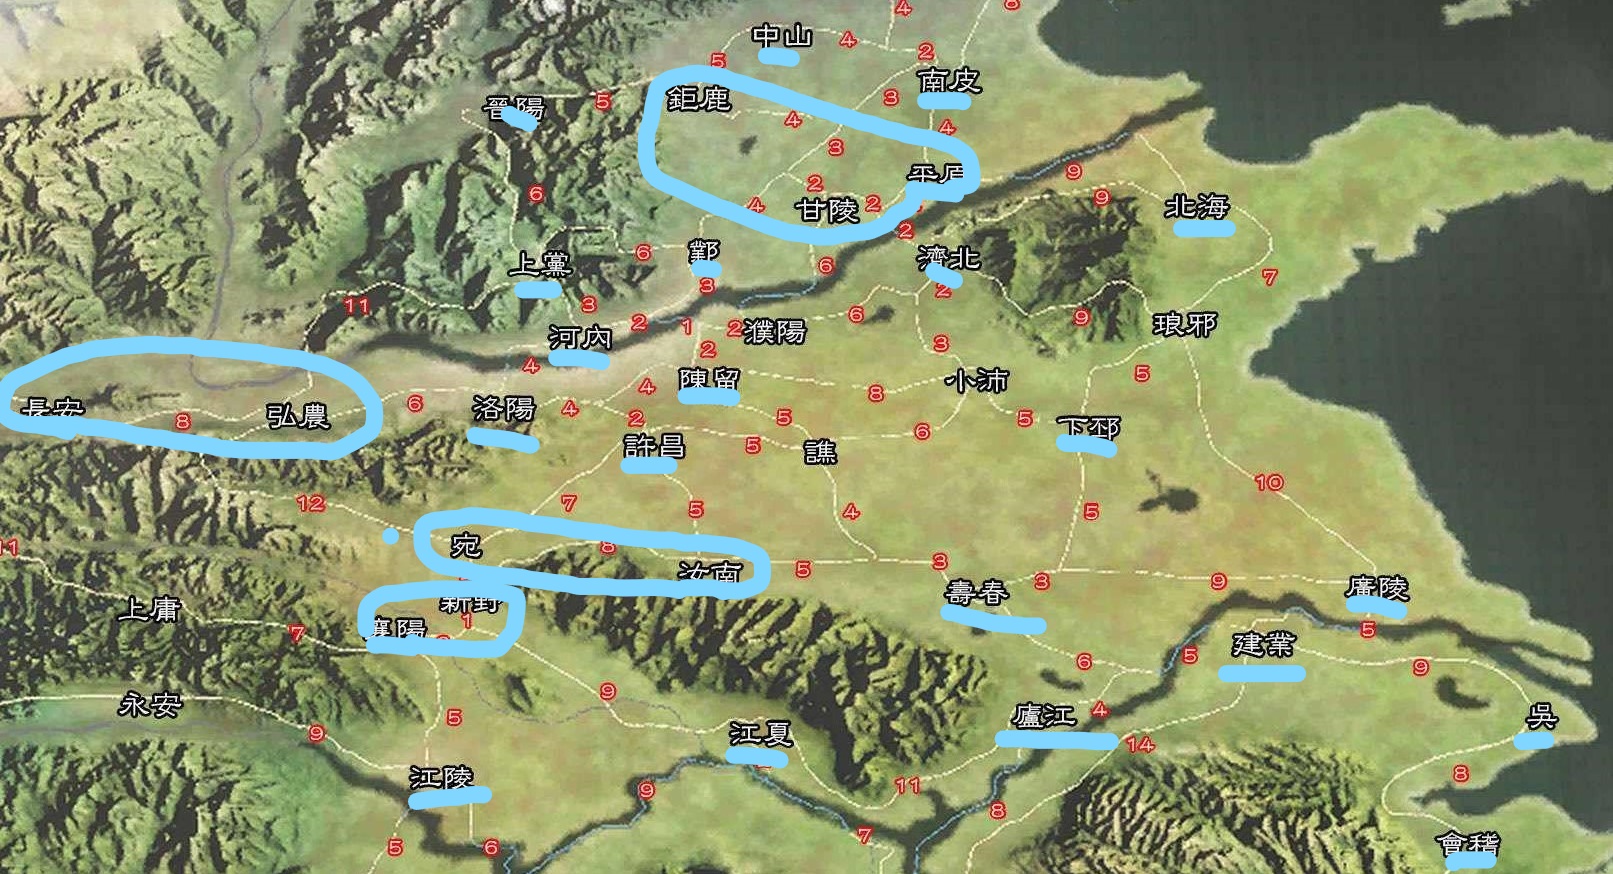 4
8
中山
4
2
5
南皮
鉅鹿
3
5
晉陽
4
4
3
9
平原
6
2
9
4
甘陵
2
北海
2
6
鄴
濟北
上黨
6
7
3
2
11
3
6
9
2
1
2
濮陽
琅邪
河內
2
3
4
陳留
小沛
5
4
8
長安
6
洛陽
4
弘農
8
2
5
5
下邳
許昌
5
6
譙
12
7
10
5
4
5
宛
8
11
汝南
5
3
3
9
壽春
廣陵
新野
上庸
襄陽
1
7
5
建業
5
6
9
9
永安
5
4
廬江
吳
9
江夏
14
江陵
8
11
9
8
7
5
6
會稽